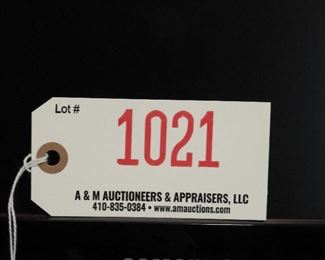 Lot #
1021
A & M AUCTIONEERS & APPRAISERS, LLC
410-835-0384 • www.amauctions.com